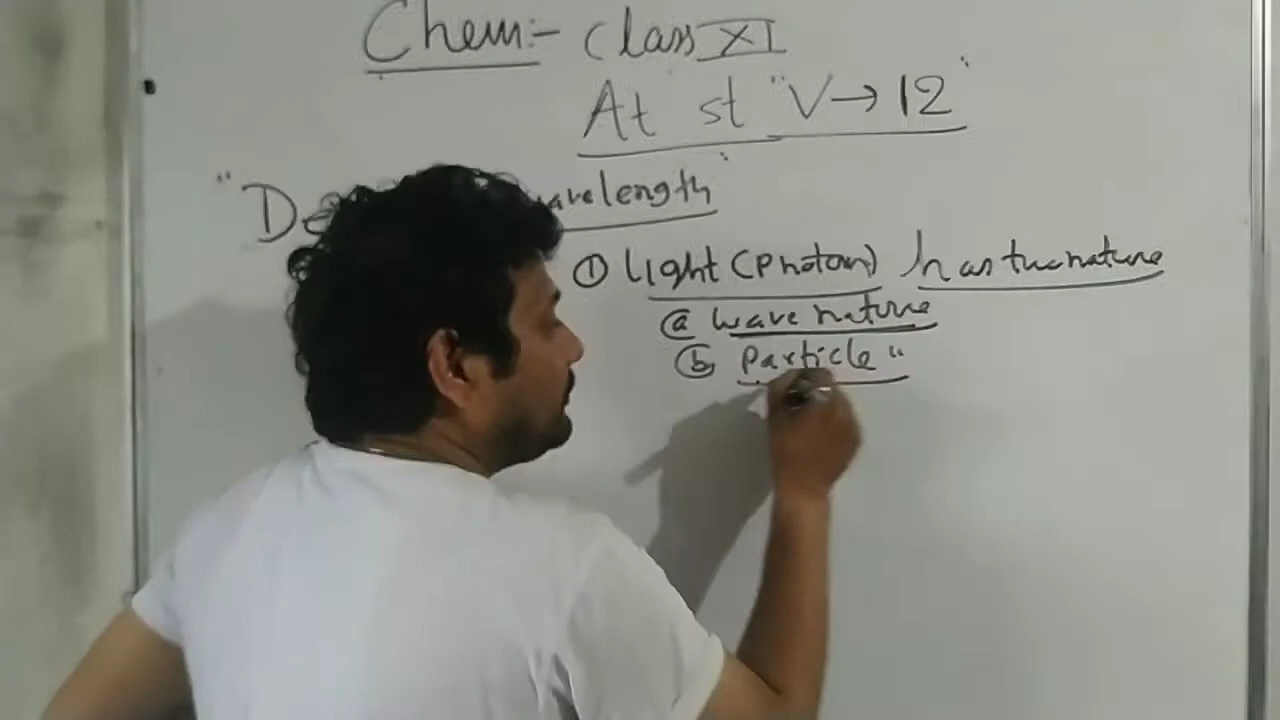 Chem:- Class XI
At st "V→12"
"De wavelength"
① Light (Photon) has two nature
ⓐ wave nature
ⓑ Particle "